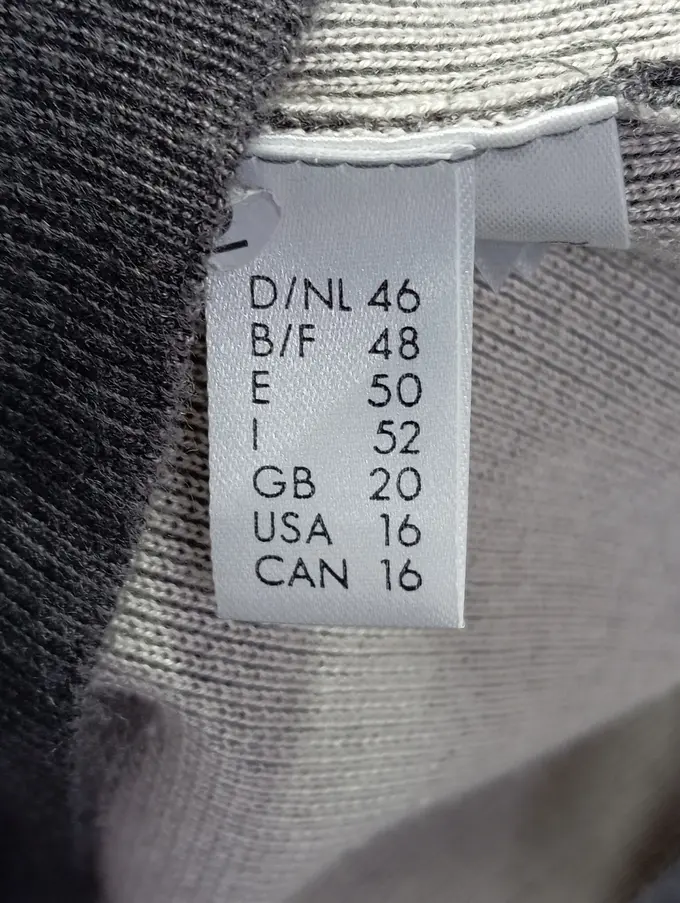 D/NL 46
B/F 48
E 50
I 52
GB 20
USA 16
CAN 16